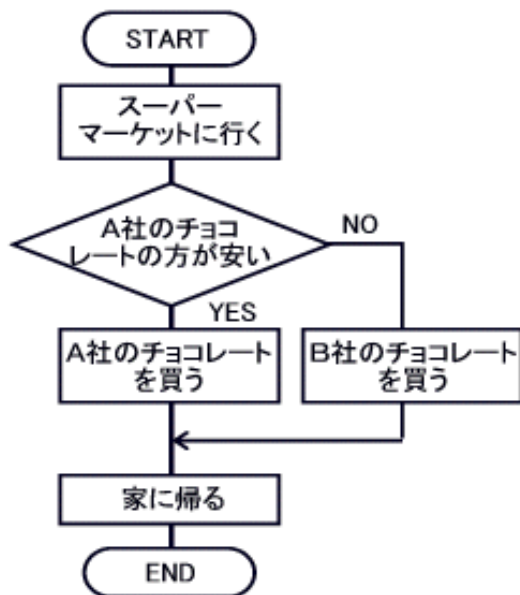 START
スーパー
マーケットに行く
A社のチョコ
レートの方が安い
NO
YES
A社のチョコレート
を買う
B社のチョコレート
を買う
家に帰る
END